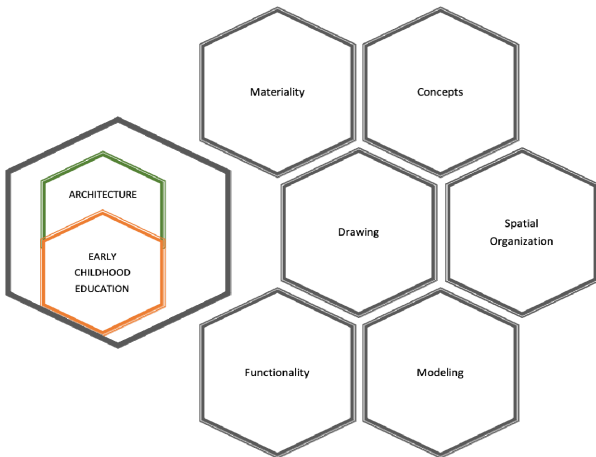 Materiality
Concepts
ARCHITECTURE
EARLY
CHILDHOOD
EDUCATION
Drawing
Spatial
Organization
Functionality
Modeling